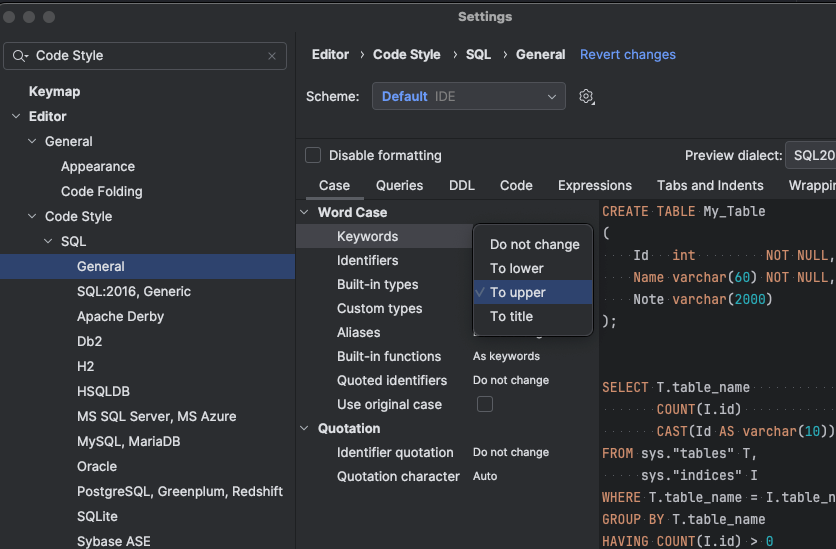 Settings
Code Style
Keymap
Editor
General
Appearance
Code Folding
Code Style
SQL
General
SQL:2016, Generic
Apache Derby
Db2
H2
HSQLDB
MS SQL Server, MS Azure
MySQL, MariaDB
Oracle
PostgreSQL, Greenplum, Redshift
SQLite
Sybase ASE
Editor › Code Style › SQL › General Revert changes
Scheme: Default IDE
Disable formatting
Preview dialect: SQL20
Case Queries DDL Code Expressions Tabs and Indents Wrappin
Word Case
Keywords
Identifiers
Built-in types
Custom types
Aliases
Built-in functions As keywords
Quoted identifiers Do not change
Use original case
Quotation
Identifier quotation Do not change
Quotation character Auto
Do not change
To lower
To upper
To title
CREATE TABLE My_Table
(
Id int NOT NULL,
Name varchar(60) NOT NULL,
Note varchar(2000)
);
SELECT T.table_name
COUNT(I.id)
CAST(Id AS varchar(10))
FROM sys."tables" T,
sys."indices" I
WHERE T.table_name = I.table_n
GROUP BY T.table_name
HAVING COUNT(I.id) > 0